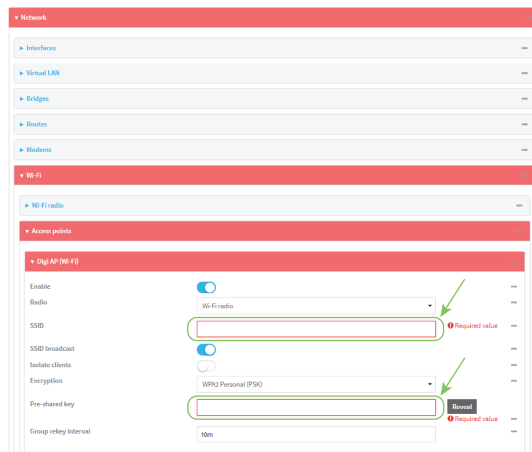 Network
Interfaces
Virtual LAN
Bridges
Routes
Modems
Wi-Fi
Wi-Fi radio
Access points
Digi AP (Wi-Fi)
Enable
Radio Wi-Fi radio
SSID Required value
SSID broadcast
Isolate clients
Encryption WPA2 Personal (PSK)
Pre-shared key Reveal
Required value
Group rekey interval 10m